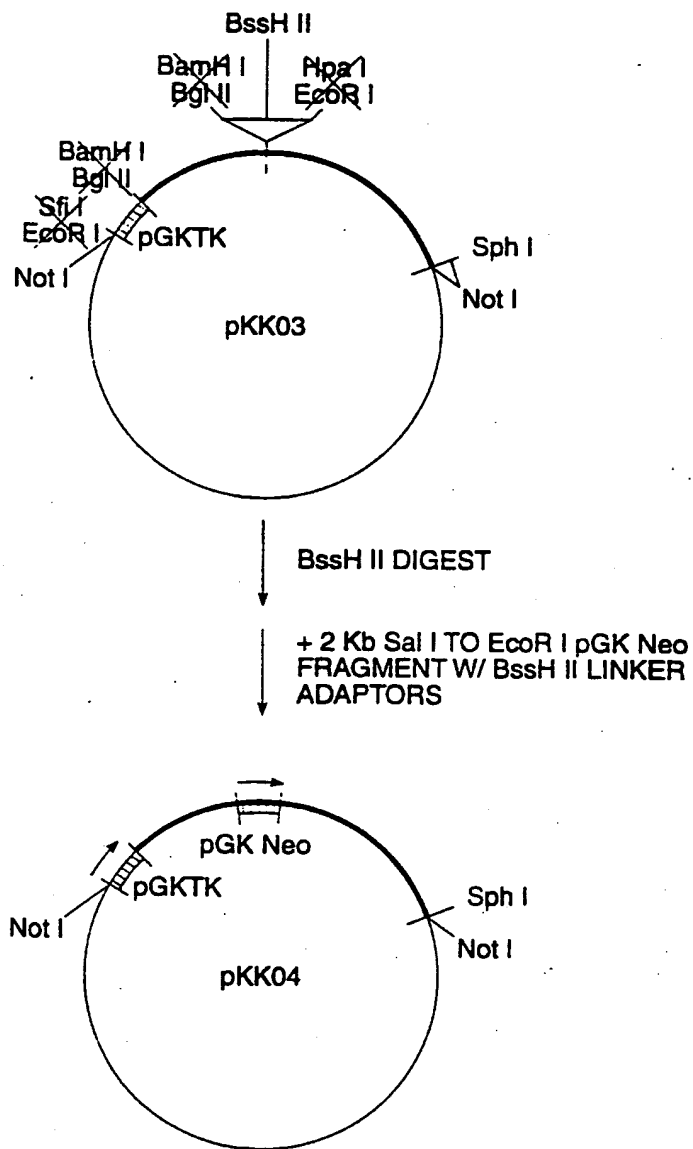 BssH II
BamH I
Bgl II
Hpa I
EcoR I
BamH I
Bgl II
Sfi I
EcoR I
pGKTK
Not I
Sph I
Not I
pKK03
BssH II DIGEST
+ 2 Kb Sal I TO EcoR I pGK Neo
FRAGMENT W/ BssH II LINKER
ADAPTORS
pGK Neo
pGKTK
Not I
Sph I
Not I
pKK04